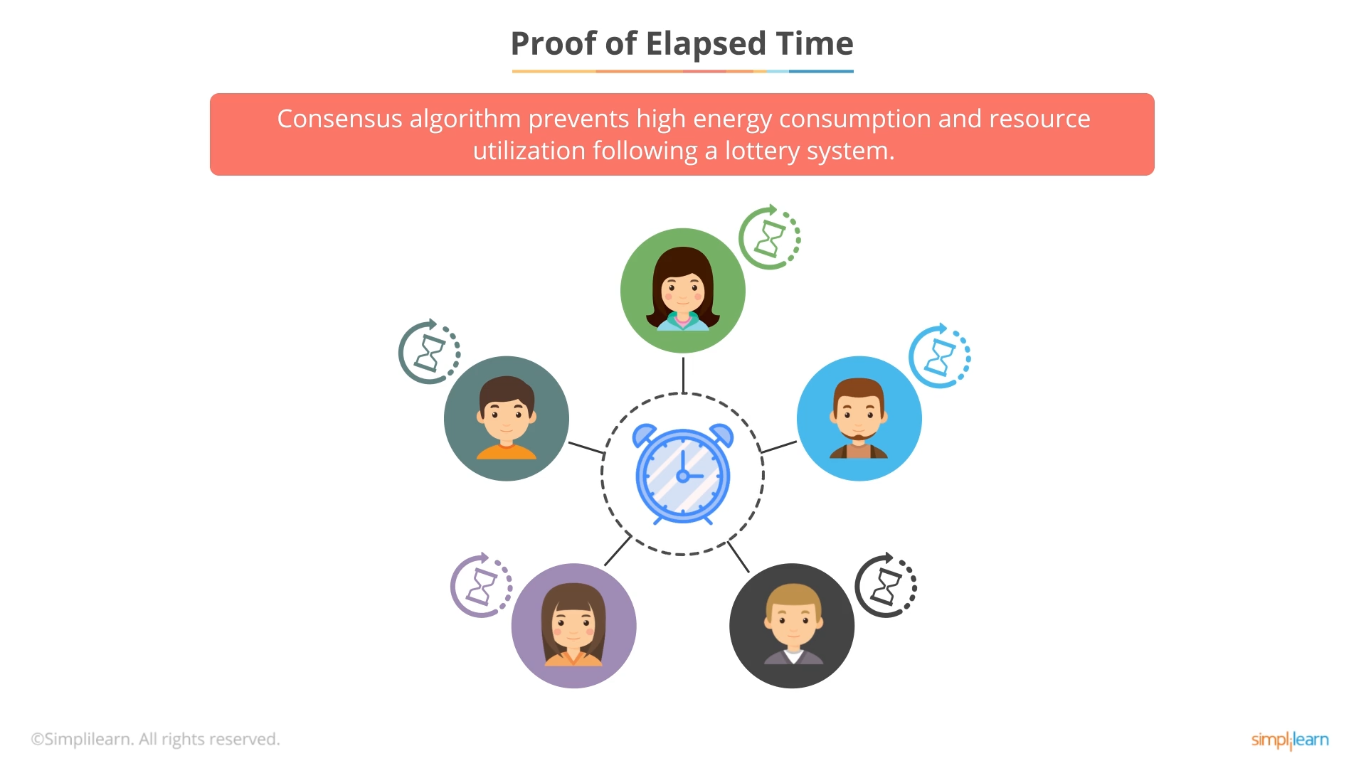 Proof of Elapsed Time
Consensus algorithm prevents high energy consumption and resource
utilization following a lottery system.
©Simplilearn. All rights reserved.
simplilearn